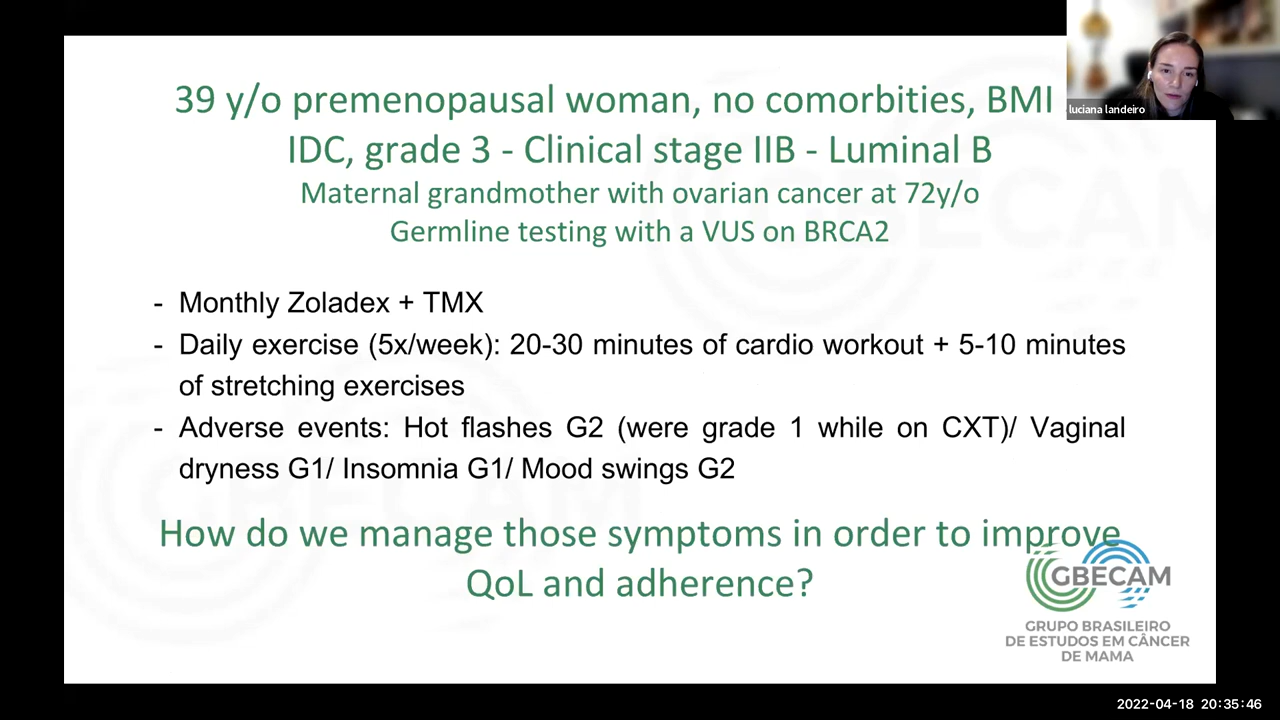 39 y/o premenopausal woman, no comorbities, BMI
luciana landeiro
IDC, grade 3 - Clinical stage IIB - Luminal B
Maternal grandmother with ovarian cancer at 72y/o
Germline testing with a VUS on BRCA2
- Monthly Zoladex + TMX
- Daily exercise (5x/week): 20-30 minutes of cardio workout + 5-10 minutes
of stretching exercises
- Adverse events: Hot flashes G2 (were grade 1 while on CXT)/ Vaginal
dryness G1/ Insomnia G1/ Mood swings G2
How do we manage those symptoms in order to improve
QoL and adherence?
GBECAM
GRUPO BRASILEIRO
DE ESTUDOS EM CÂNCER
DE MAMA
2022-04-18 20:35:46